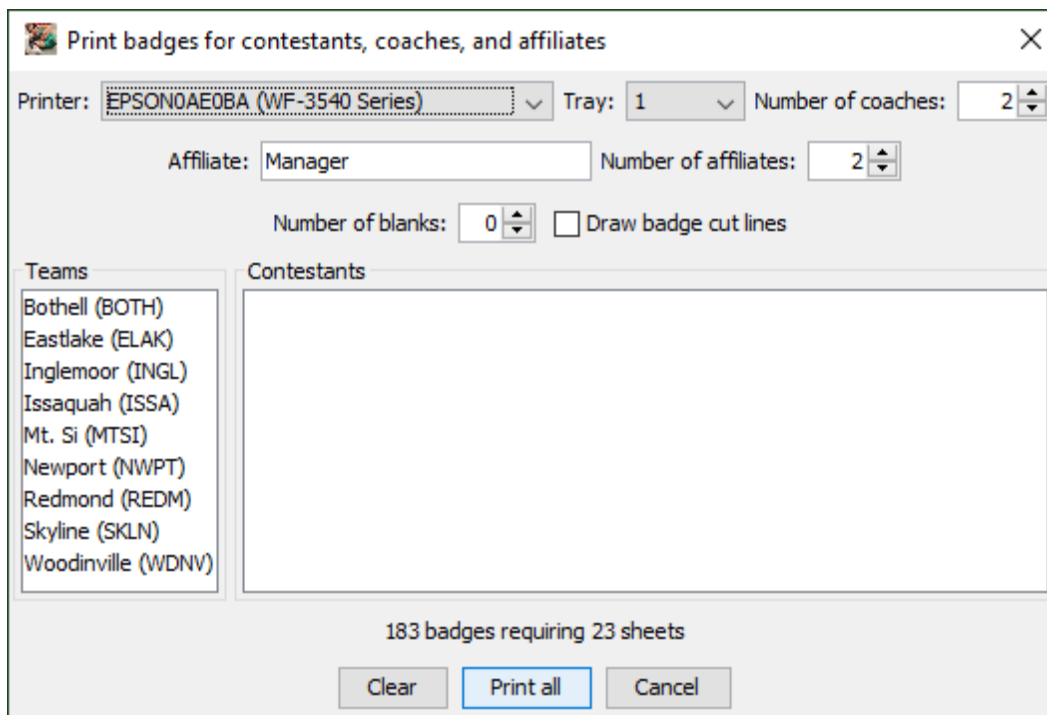 Print badges for contestants, coaches, and affiliates
Printer: EPSON0AE0BA (WF-3540 Series) Tray: 1 Number of coaches: 2
Affiliate: Manager Number of affiliates: 2
Number of blanks: 0 Draw badge cut lines
Teams Contestants
Bothell (BOTH)
Eastlake (ELAK)
Inglemoor (INGL)
Issaquah (ISSA)
Mt. Si (MTSI)
Newport (NWPT)
Redmond (REDM)
Skyline (SKLN)
Woodinville (WDNV)
183 badges requiring 23 sheets
Clear Print all Cancel